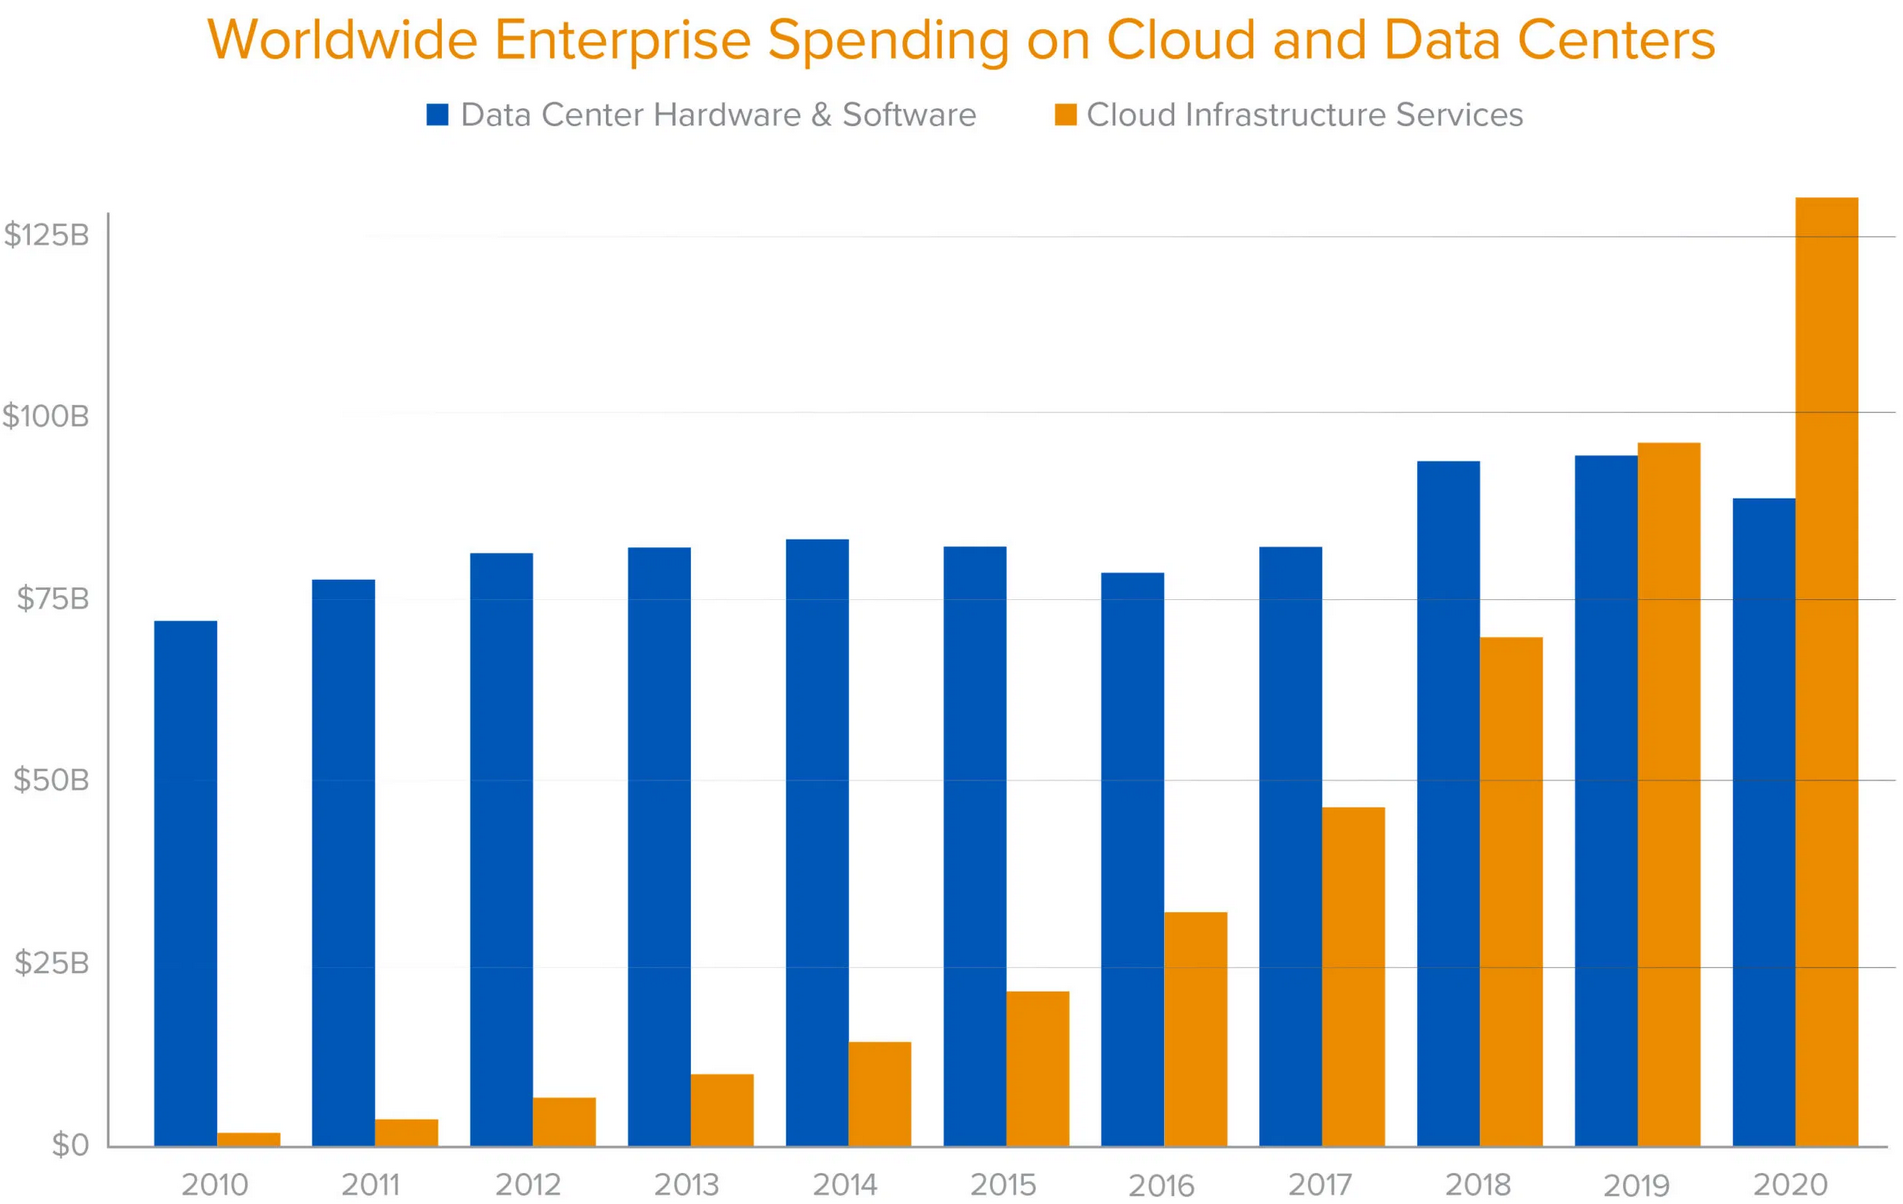 Worldwide Enterprise Spending on Cloud and Data Centers
Data Center Hardware & Software
Cloud Infrastructure Services
$125B
$100B
$75B
$50B
$25B
$0
2010 2011 2012 2013 2014 2015 2016 2017 2018 2019 2020